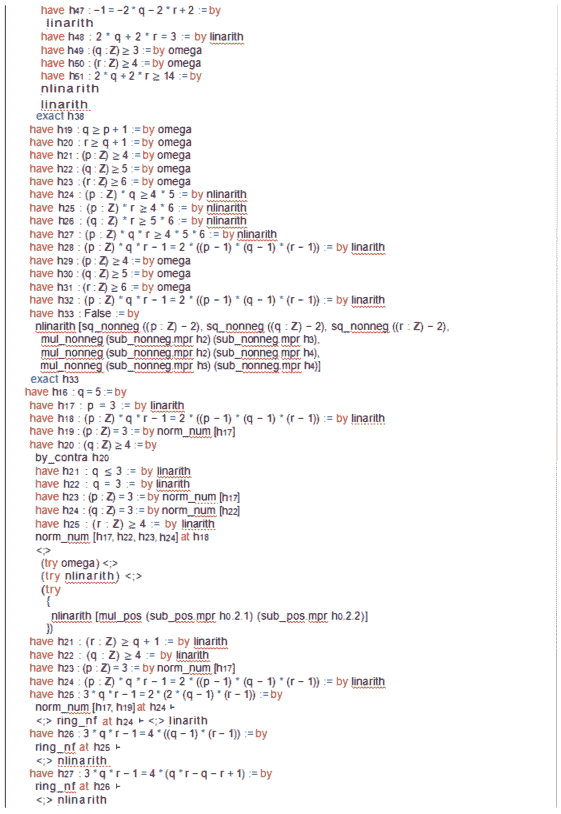 have h47 : -1 = -2 * q - 2 * r + 2 := by
linarith
have h48 : 2 * q + 2 * r = 3 := by linarith
have h49 : (q : ℤ) ≥ 3 := by omega
have h50 : (r : ℤ) ≥ 4 := by omega
have h51 : 2 * q + 2 * r ≥ 14 := by
nlinarith
linarith
exact h38
have h19 : q ≥ p + 1 := by omega
have h20 : r ≥ q + 1 := by omega
have h21 : (p : ℤ) ≥ 4 := by omega
have h22 : (q : ℤ) ≥ 5 := by omega
have h23 : (r : ℤ) ≥ 6 := by omega
have h24 : (p : ℤ) * q ≥ 4 * 5 := by nlinarith
have h25 : (p : ℤ) * r ≥ 4 * 6 := by nlinarith
have h26 : (q : ℤ) * r ≥ 5 * 6 := by nlinarith
have h27 : (p : ℤ) * q * r ≥ 4 * 5 * 6 := by nlinarith
have h28 : (p : ℤ) * q * r - 1 = 2 * ((p - 1) * (q - 1) * (r - 1)) := by linarith
have h29 : (p : ℤ) ≥ 4 := by omega
have h30 : (q : ℤ) ≥ 5 := by omega
have h31 : (r : ℤ) ≥ 6 := by omega
have h32 : (p : ℤ) * q * r - 1 = 2 * ((p - 1) * (q - 1) * (r - 1)) := by linarith
have h33 : False := by
nlinarith [sq_nonneg ((p : ℤ) - 2), sq_nonneg ((q : ℤ) - 2), sq_nonneg ((r : ℤ) - 2),
mul_nonneg (sub_nonneg.mpr h2) (sub_nonneg.mpr h3),
mul_nonneg (sub_nonneg.mpr h2) (sub_nonneg.mpr h4),
mul_nonneg (sub_nonneg.mpr h3) (sub_nonneg.mpr h4)]
exact h33
have h16 : q = 5 := by
have h17 : p = 3 := by linarith
have h18 : (p : ℤ) * q * r - 1 = 2 * ((p - 1) * (q - 1) * (r - 1)) := by linarith
have h19 : (p : ℤ) = 3 := by norm_num [h17]
have h20 : (q : ℤ) ≥ 4 := by
by_contra h20
have h21 : q ≤ 3 := by linarith
have h22 : q = 3 := by linarith
have h23 : (p : ℤ) = 3 := by norm_num [h17]
have h24 : (q : ℤ) = 3 := by norm_num [h22]
have h25 : (r : ℤ) ≥ 4 := by linarith
norm_num [h17, h22, h23, h24] at h18
<;>
(try omega) <;>
(try nlinarith) <;>
(try
{
nlinarith [mul_pos (sub_pos.mpr h0.2.1) (sub_pos.mpr h0.2.2)]
})
have h21 : (r : ℤ) ≥ q + 1 := by linarith
have h22 : (q : ℤ) ≥ 4 := by linarith
have h23 : (p : ℤ) = 3 := by norm_num [h17]
have h24 : (p : ℤ) * q * r - 1 = 2 * ((p - 1) * (q - 1) * (r - 1)) := by linarith
have h25 : 3 * q * r - 1 = 2 * (2 * (q - 1) * (r - 1)) := by
norm_num [h17, h19] at h24 ⊢
<;> ring_nf at h24 ⊢ <;> linarith
have h26 : 3 * q * r - 1 = 4 * ((q - 1) * (r - 1)) := by
ring_nf at h25 ⊢
<;> nlinarith
have h27 : 3 * q * r - 1 = 4 * (q * r - q - r + 1) := by
ring_nf at h26 ⊢
<;> nlinarith